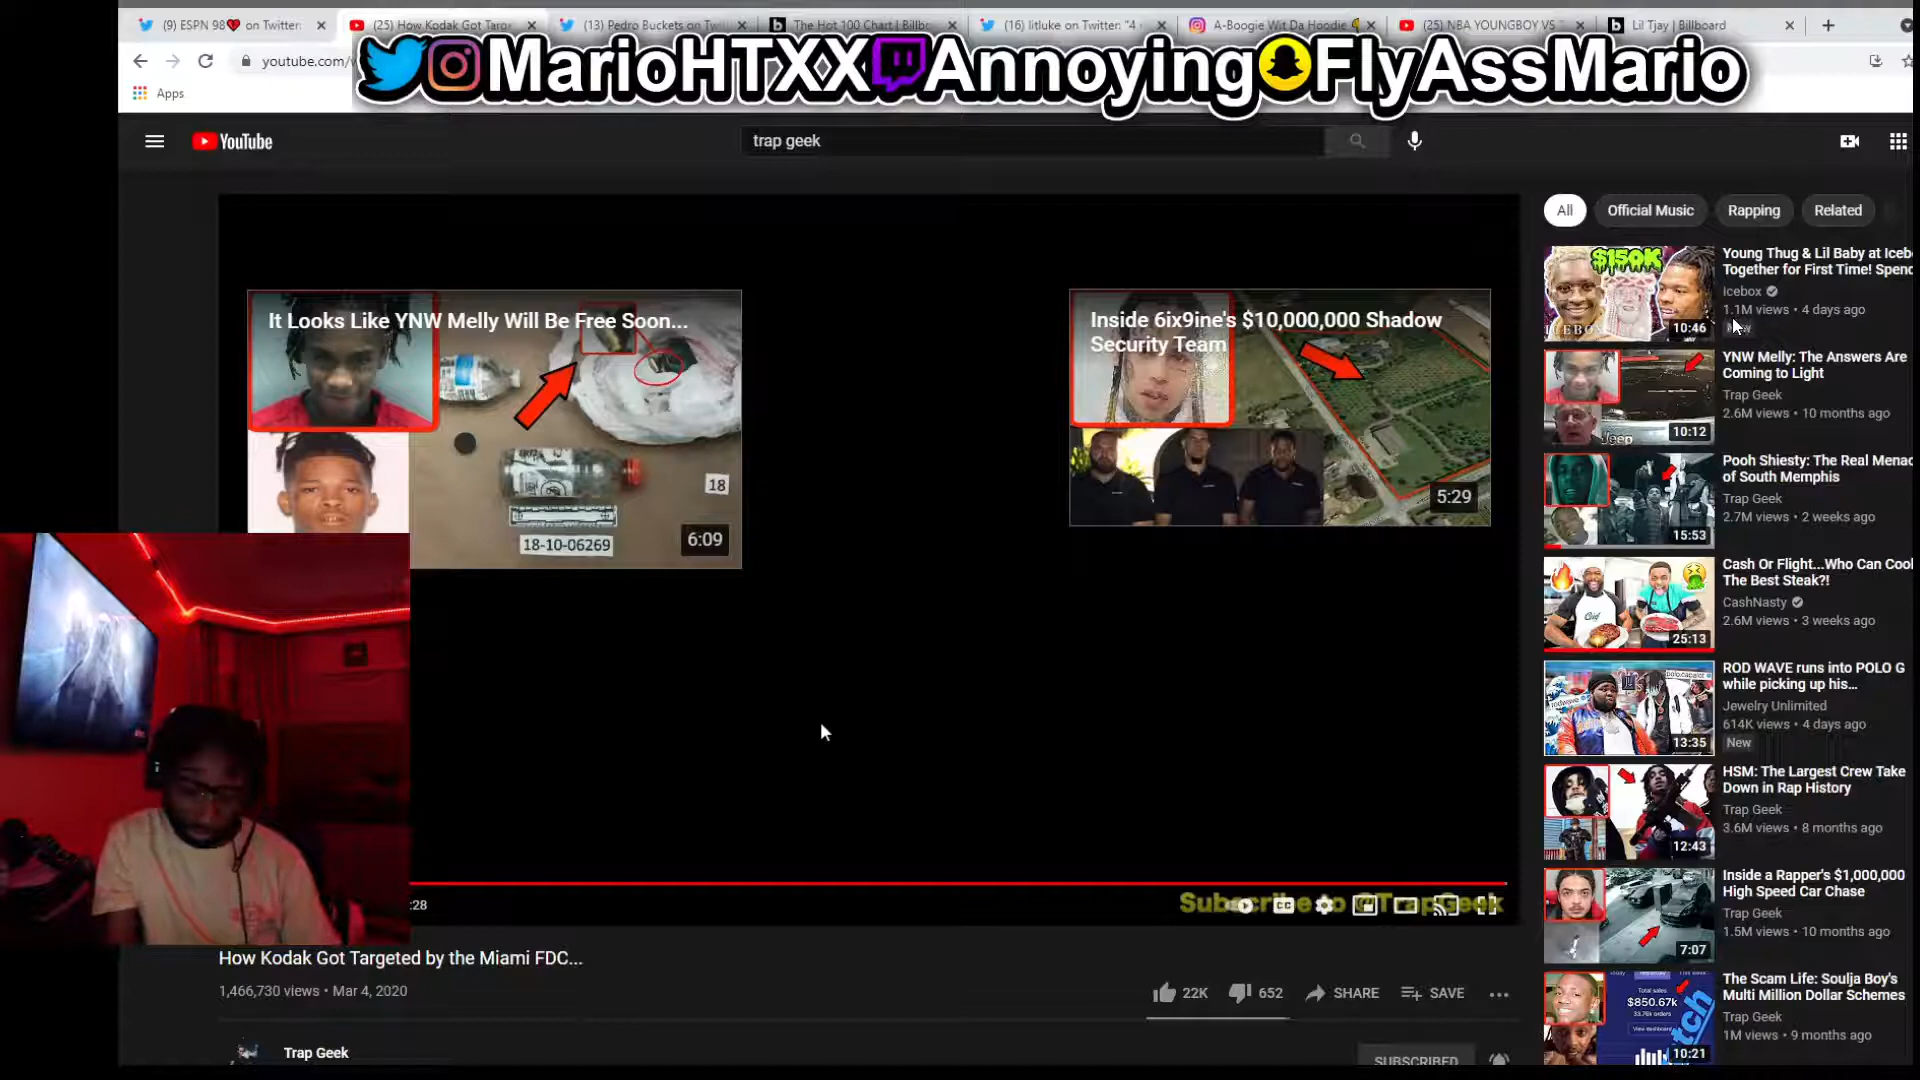 (9) ESPN 98 on Twitter:
(25) How Kodak Got Targ
(13) Pedro Buckets on Tw
The Hot 100 Chart | Billb
(16) litluke on Twitter: "4
A-Boogie Wit Da Hoodie
(25) NBA YOUNGBOY VS
Lil Tjay | Billboard
youtube.com/
MarioHTXX Annoying FlyAssMario
Apps
YouTube
trap geek
All
Official Music
Rapping
Related
It Looks Like YNW Melly Will Be Free Soon...
18
18-10-06269
6:09
Inside 6ix9ine's $10,000,000 Shadow
Security Team
5:29
:28
Subscribe to @TrapGeek
CC
How Kodak Got Targeted by the Miami FDC...
1,466,730 views • Mar 4, 2020
22K
652
SHARE
SAVE
Trap Geek
SUBSCRIBED
$150K
ICEBOX
10:46
Young Thug & Lil Baby at Iceb
Together for First Time! Spend
Icebox
1.1M views • 4 days ago
Jeep
10:12
YNW Melly: The Answers Are
Coming to Light
Trap Geek
2.6M views • 10 months ago
15:53
Pooh Shiesty: The Real Menac
of South Memphis
Trap Geek
2.7M views • 2 weeks ago
Chef
25:13
Cash Or Flight...Who Can Cool
The Best Steak?!
CashNasty
2.6M views • 3 weeks ago
13:35
ROD WAVE runs into POLO G
while picking up his...
Jewelry Unlimited
614K views • 4 days ago
New
12:43
HSM: The Largest Crew Take
Down in Rap History
Trap Geek
3.6M views • 8 months ago
7:07
Inside a Rapper's $1,000,000
High Speed Car Chase
Trap Geek
1.5M views • 10 months ago
Total sales
$850.67k
10:21
The Scam Life: Soulja Boy's
Multi Million Dollar Schemes
Trap Geek
1M views • 9 months ago